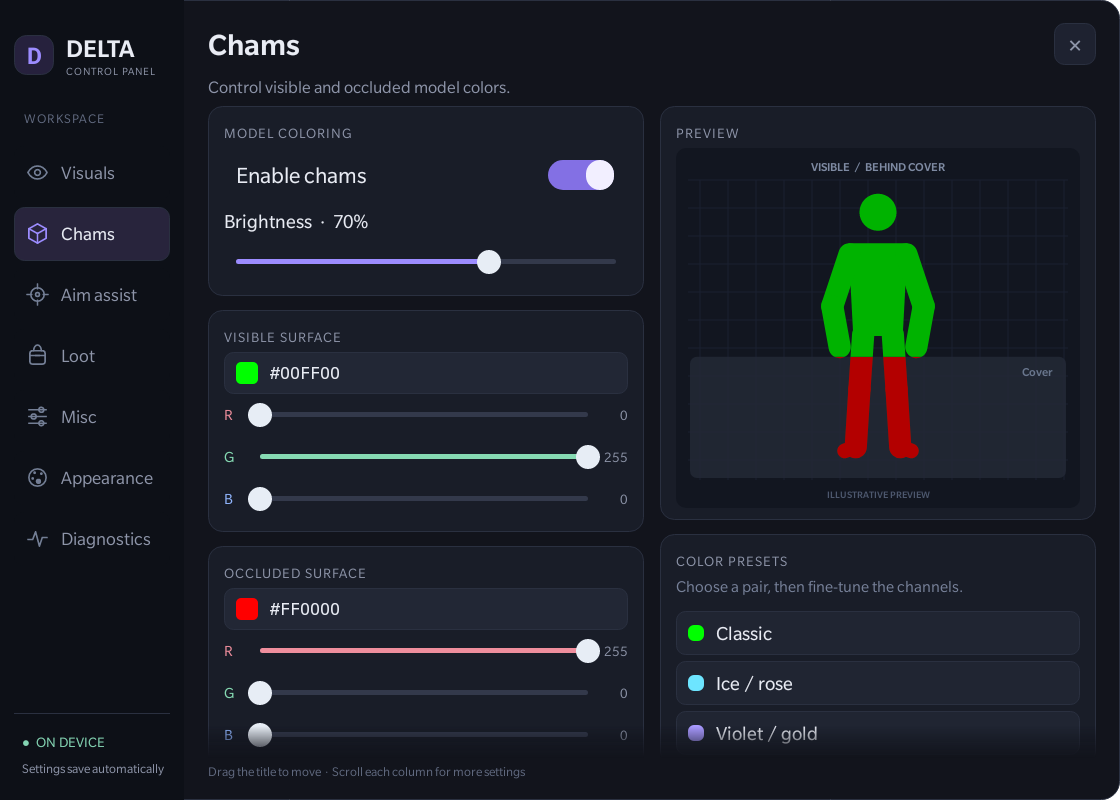 D
DELTA
CONTROL PANEL
WORKSPACE
Visuals
Chams
Aim assist
Loot
Misc
Appearance
Diagnostics
● ON DEVICE
Settings save automatically
Chams
×
Control visible and occluded model colors.
MODEL COLORING
Enable chams
Brightness · 70%
VISIBLE SURFACE
#00FF00
R 0
G 255
B 0
OCCLUDED SURFACE
#FF0000
R 255
G 0
B 0
PREVIEW
VISIBLE / BEHIND COVER
Cover
ILLUSTRATIVE PREVIEW
COLOR PRESETS
Choose a pair, then fine-tune the channels.
Classic
Ice / rose
Violet / gold
Drag the title to move · Scroll each column for more settings